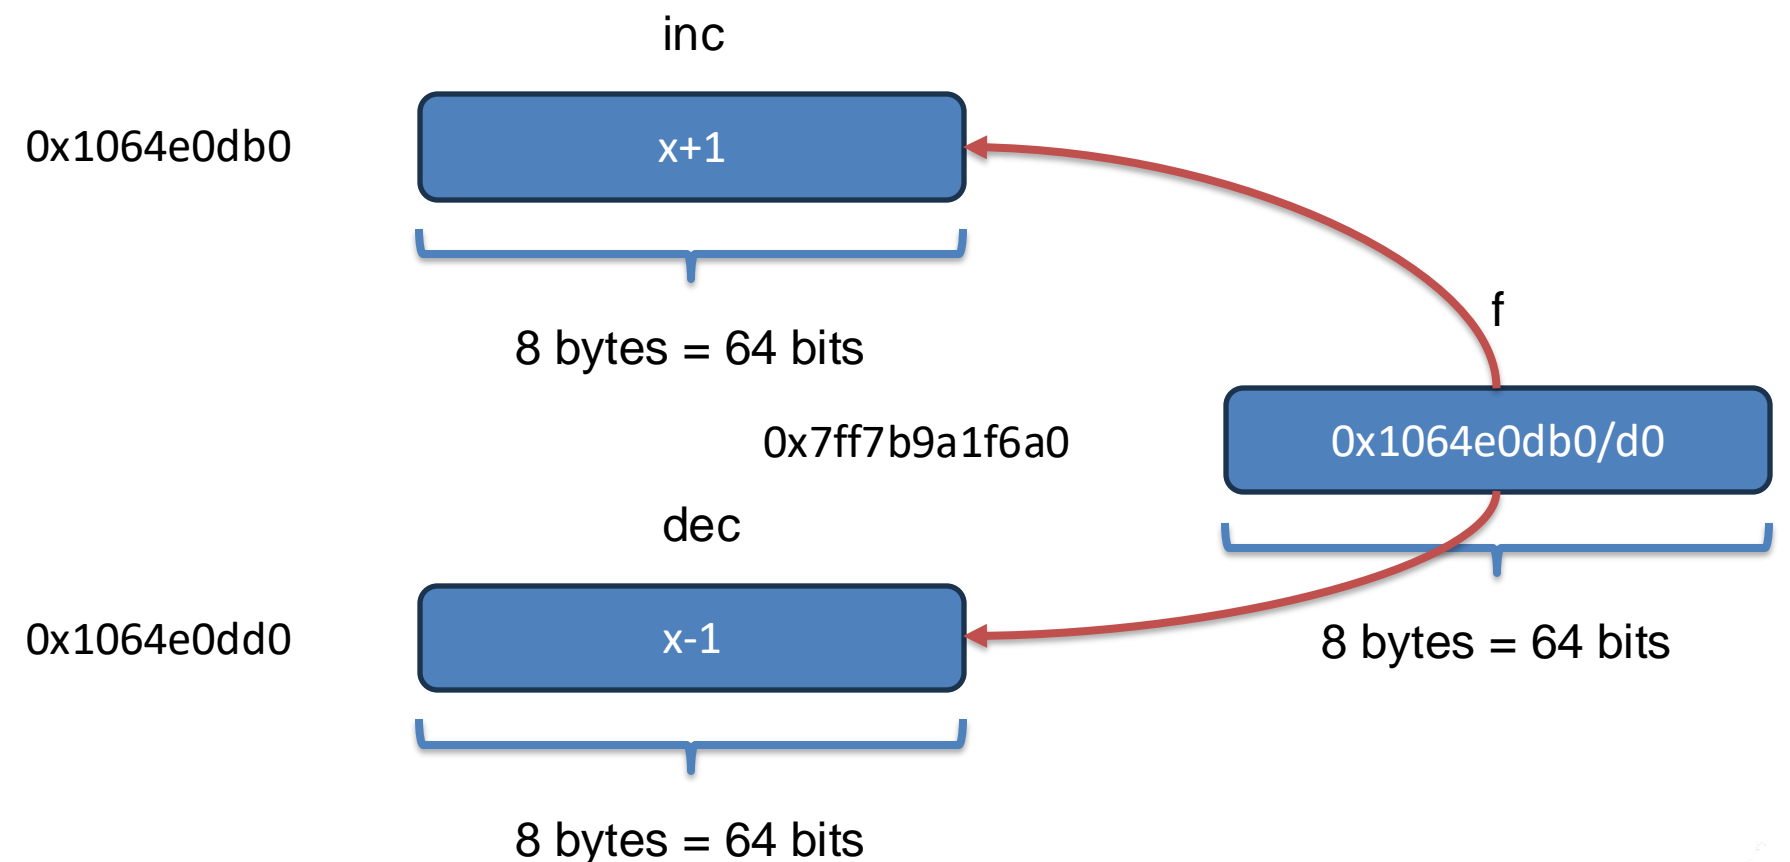 inc
0x1064e0db0
x+1
8 bytes = 64 bits
f
0x7ff7b9a1f6a0
0x1064e0db0/d0
dec
0x1064e0dd0
x-1
8 bytes = 64 bits
8 bytes = 64 bits